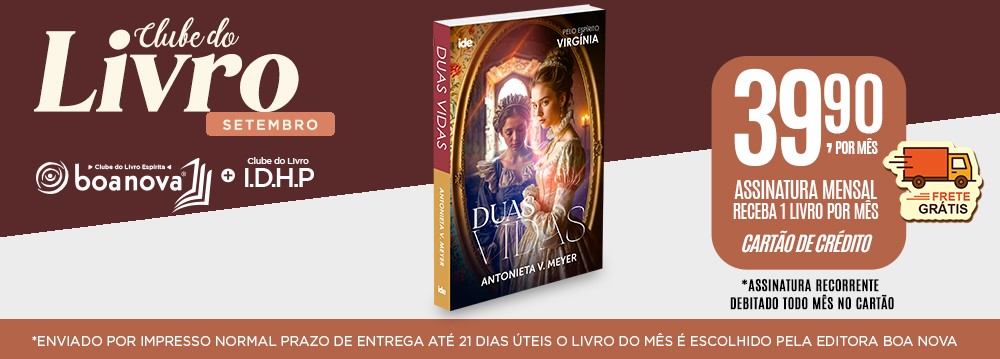 Clube do
Livro
SETEMBRO
Clube do Livro Espírita
boanova®
+
Clube do Livro
I.D.H.P
ide
DUAS VIDAS
ANTONIETA V. MEYER
ide
PELO ESPÍRITO
VIRGÍNIA
DUAS
VIDAS
ANTONIETA V. MEYER
39,90
POR MÊS
ASSINATURA MENSAL
RECEBA 1 LIVRO POR MÊS
CARTÃO DE CRÉDITO
FRETE
GRÁTIS
*ASSINATURA RECORRENTE
DEBITADO TODO MÊS NO CARTÃO
*ENVIADO POR IMPRESSO NORMAL PRAZO DE ENTREGA ATÉ 21 DIAS ÚTEIS O LIVRO DO MÊS É ESCOLHIDO PELA EDITORA BOA NOVA